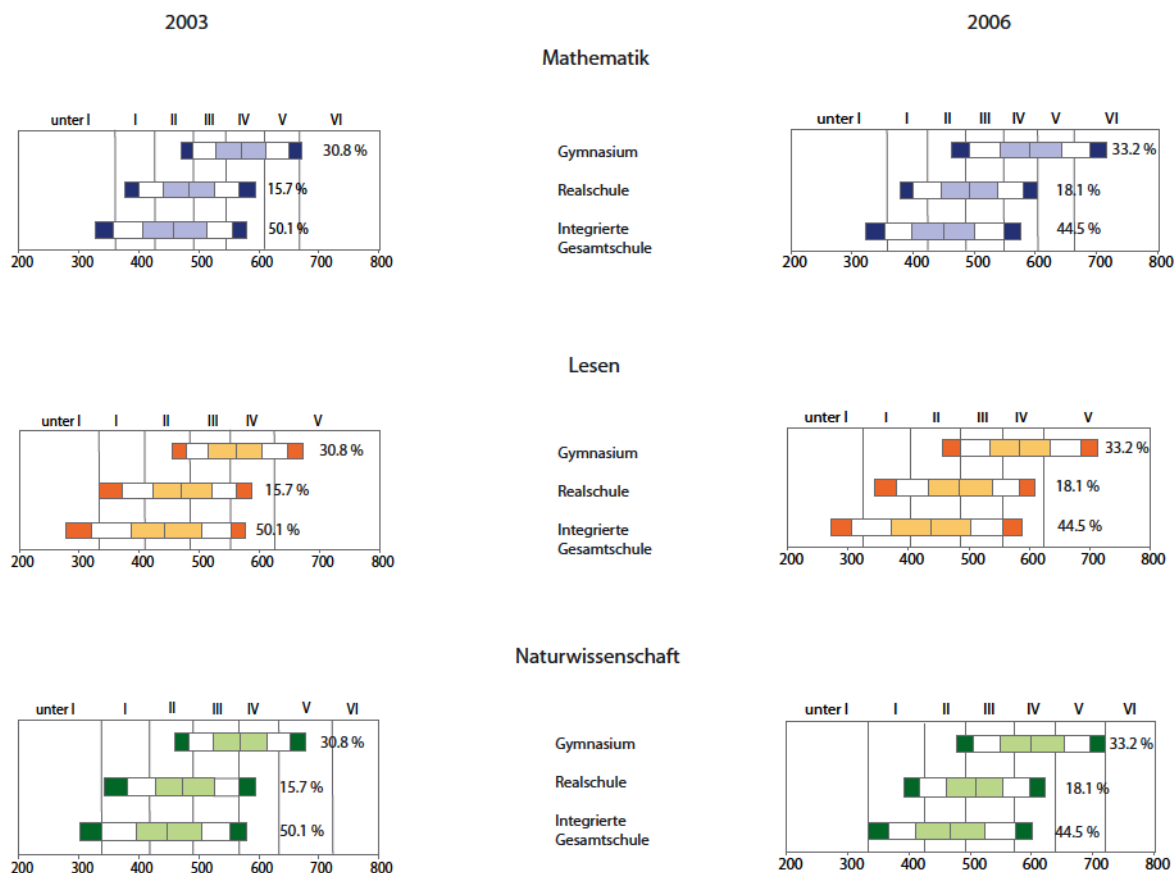 2003
2006
Mathematik
unter I I II III IV V VI
unter I I II III IV V VI
30.8 %
Gymnasium
33.2 %
15.7 %
Realschule
18.1 %
50.1 %
Integrierte
Gesamtschule
44.5 %
200 300 400 500 600 700 800
200 300 400 500 600 700 800
Lesen
unter I I II III IV V
unter I I II III IV V
30.8 %
Gymnasium
33.2 %
15.7 %
Realschule
18.1 %
50.1 %
Integrierte
Gesamtschule
44.5 %
200 300 400 500 600 700 800
200 300 400 500 600 700 800
Naturwissenschaft
unter I I II III IV V VI
unter I I II III IV V VI
30.8 %
Gymnasium
33.2 %
15.7 %
Realschule
18.1 %
50.1 %
Integrierte
Gesamtschule
44.5 %
200 300 400 500 600 700 800
200 300 400 500 600 700 800